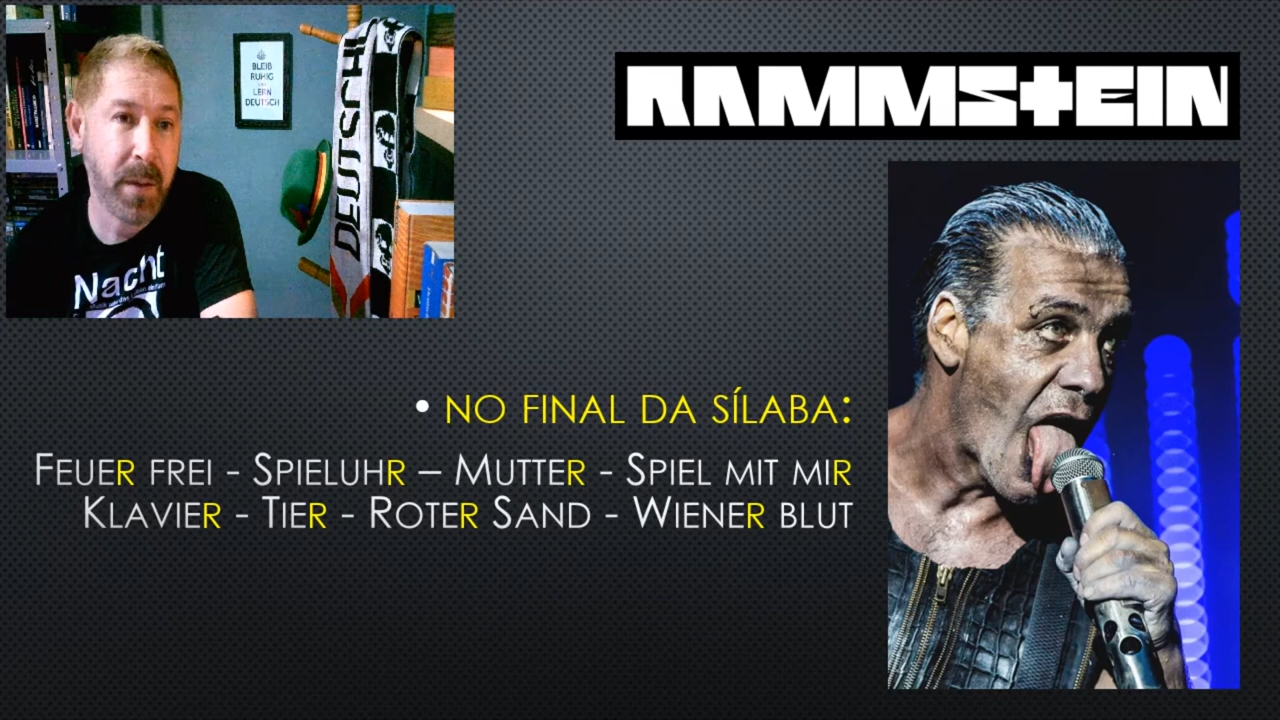 BLEIB
RUHIG
LERN
DEUTSCH
DEUTSCHL
Nacht
RAMMSTEIN
• NO FINAL DA SÍLABA:
FEUER FREI - SPIELUHR – MUTTER - SPIEL MIT MIR
KLAVIER - TIER - ROTER SAND - WIENER BLUT